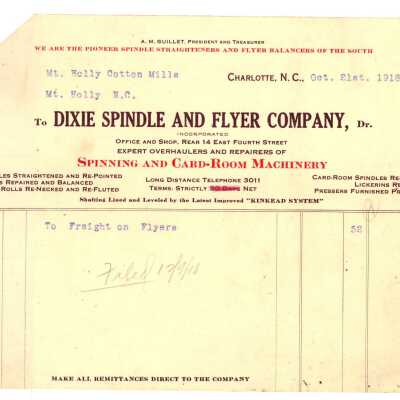 A. M. GUILLET, PRESIDENT AND TREASURER
WE ARE THE PIONEER SPINDLE STRAIGHTENERS AND FLYER BALANCERS OF THE SOUTH
Mt. Holly Cotton Mills
CHARLOTTE, N. C., Oct. 21st. 1918
Mt. Holly N.C.
To DIXIE SPINDLE AND FLYER COMPANY, Dr.
INCORPORATED
OFFICE AND SHOP, REAR 14 EAST FOURTH STREET
EXPERT OVERHAULERS AND REPAIRERS OF
SPINNING AND CARD-ROOM MACHINERY
LES STRAIGHTENED AND RE-POINTED
LONG DISTANCE TELEPHONE 3011
CARD-ROOM SPINDLES RE
S REPAIRED AND BALANCED
TERMS: STRICTLY 30 DAYS NET
LICKERINS RE
ROLLS RE-NECKED AND RE-FLUTED
PRESSERS FURNISHED PR
Shafting Lined and Leveled by the Latest Improved "KINKEAD SYSTEM"
To Freight on Flyers 52
Filed
MAKE ALL REMITTANCES DIRECT TO THE COMPANY